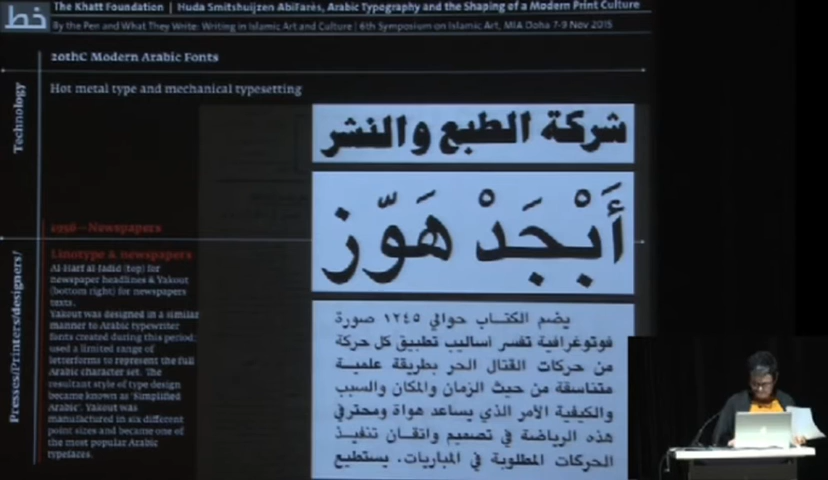 خط
The Khatt Foundation | Huda Smitshuijzen AbiFarès, Arabic Typography and the Shaping of a Modern Print Culture
By the Pen and What They Write: Writing in Islamic Art and Culture | 6th Symposium on Islamic Art, MIA Doha 7-9 Nov 2015
20thC Modern Arabic Fonts
Technology
Hot metal type and mechanical typesetting
شركة الطبع والنشر
أَبْجَدْ هَوّز
1956 – Newspapers
Presses/Printers/designers/
Linotype & newspapers
Al-Harf al-Jadid (top) for
newspaper headlines & Yakout
(bottom right) for newspapers
texts.
Yakout was designed in a similar
manner to Arabic typewriter
fonts created during this period;
used a limited range of
letterforms to represent the full
Arabic character set. The
resultant style of type design
became known as 'Simplified
Arabic'. Yakout was
manufactured in six different
point sizes and became one of
the most popular Arabic
typefaces.
يضم الكتــاب حوالي ١٢٤٥ صورة
فوتوغرافية تفسر أساليب تطبيق كل حركة
من حركات القتال الحر بطريقة علميــة
متناسقة من حيث الزمان والمكان والسبب
والكيفية الأمر الذي يساعد هواة ومحترفي
هذه الرياضة في تصميم واتقــان تنفيــذ
الحركات المطلوبة في المباريات. يستطيع